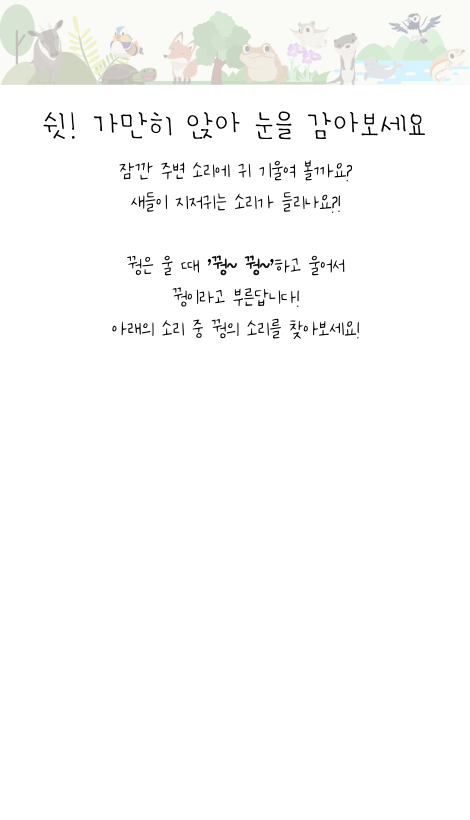 쉿! 가만히 앉아 눈을 감아보세요
잠깐 주변 소리에 귀 기울여 볼까요?
새들이 지저귀는 소리가 들리나요?!
꿩은 울 때 '꿩~ 꿩~'하고 울어서
꿩이라고 부른답니다!
아래의 소리 중 꿩의 소리를 찾아보세요!